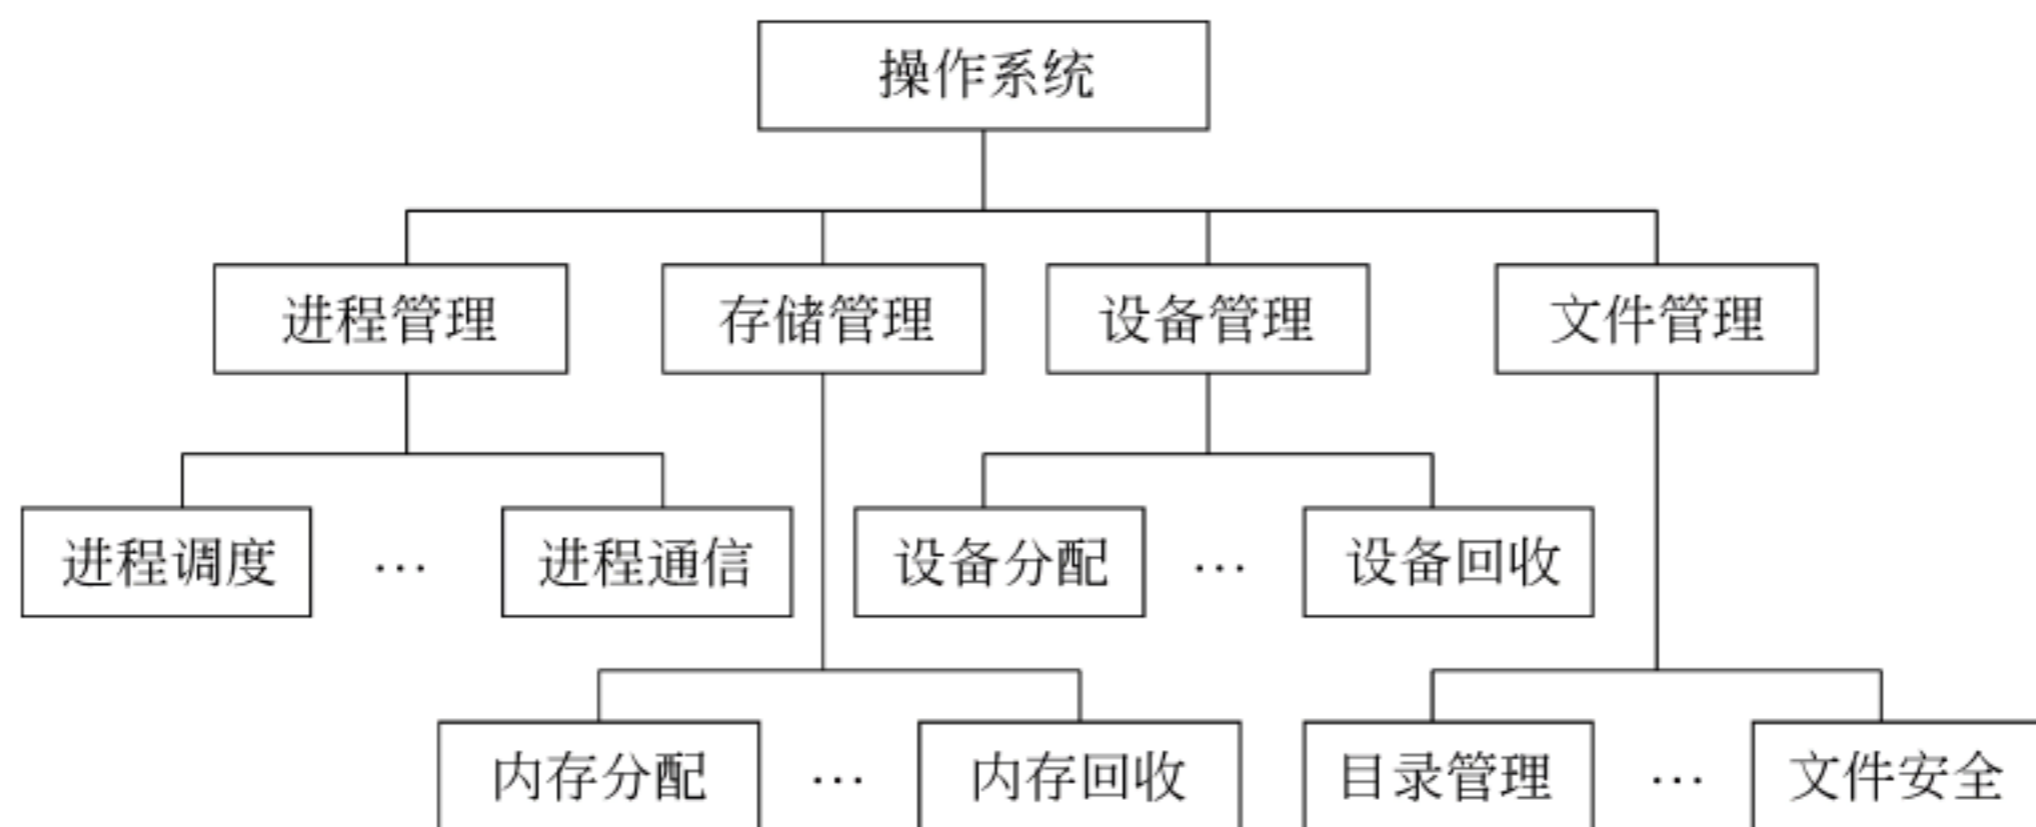 操作系统
进程管理
存储管理
设备管理
文件管理
进程调度
…
进程通信
设备分配
…
设备回收
内存分配
…
内存回收
目录管理
…
文件安全